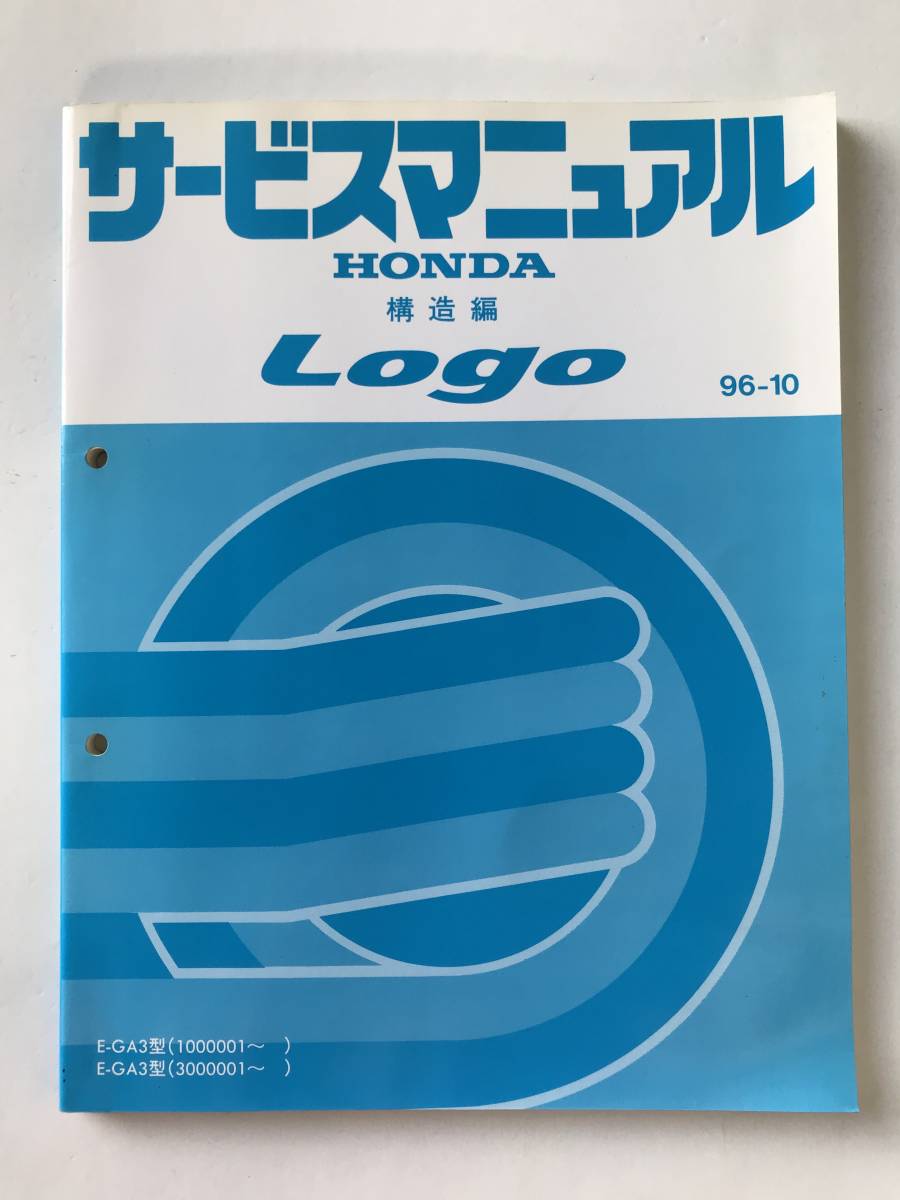 サービスマニュアル
HONDA
構造編
Logo
96-10
E-GA3型(1000001〜　)
E-GA3型(3000001〜　)